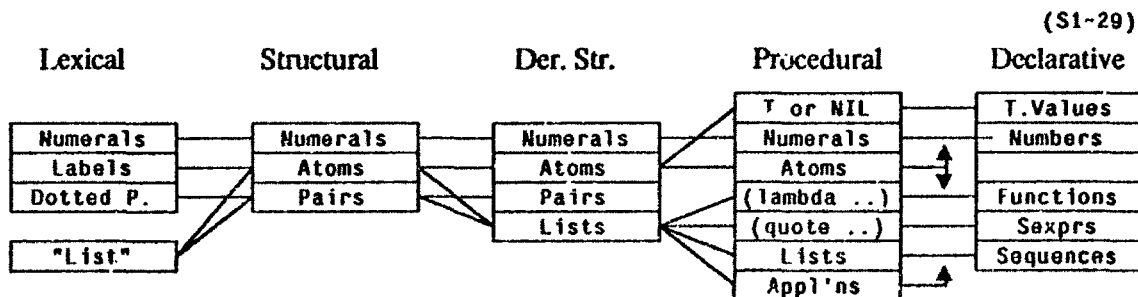 (S1-29)
Lexical Structural Der. Str. Procedural Declarative
T or NIL T.Values
Numerals Numerals Numerals Numerals Numbers
Labels Atoms Atoms Atoms
Dotted P. Pairs Pairs (lambda ..) Functions
Lists (quote ..) Sexprs
"List" Lists Sequences
Appl'ns